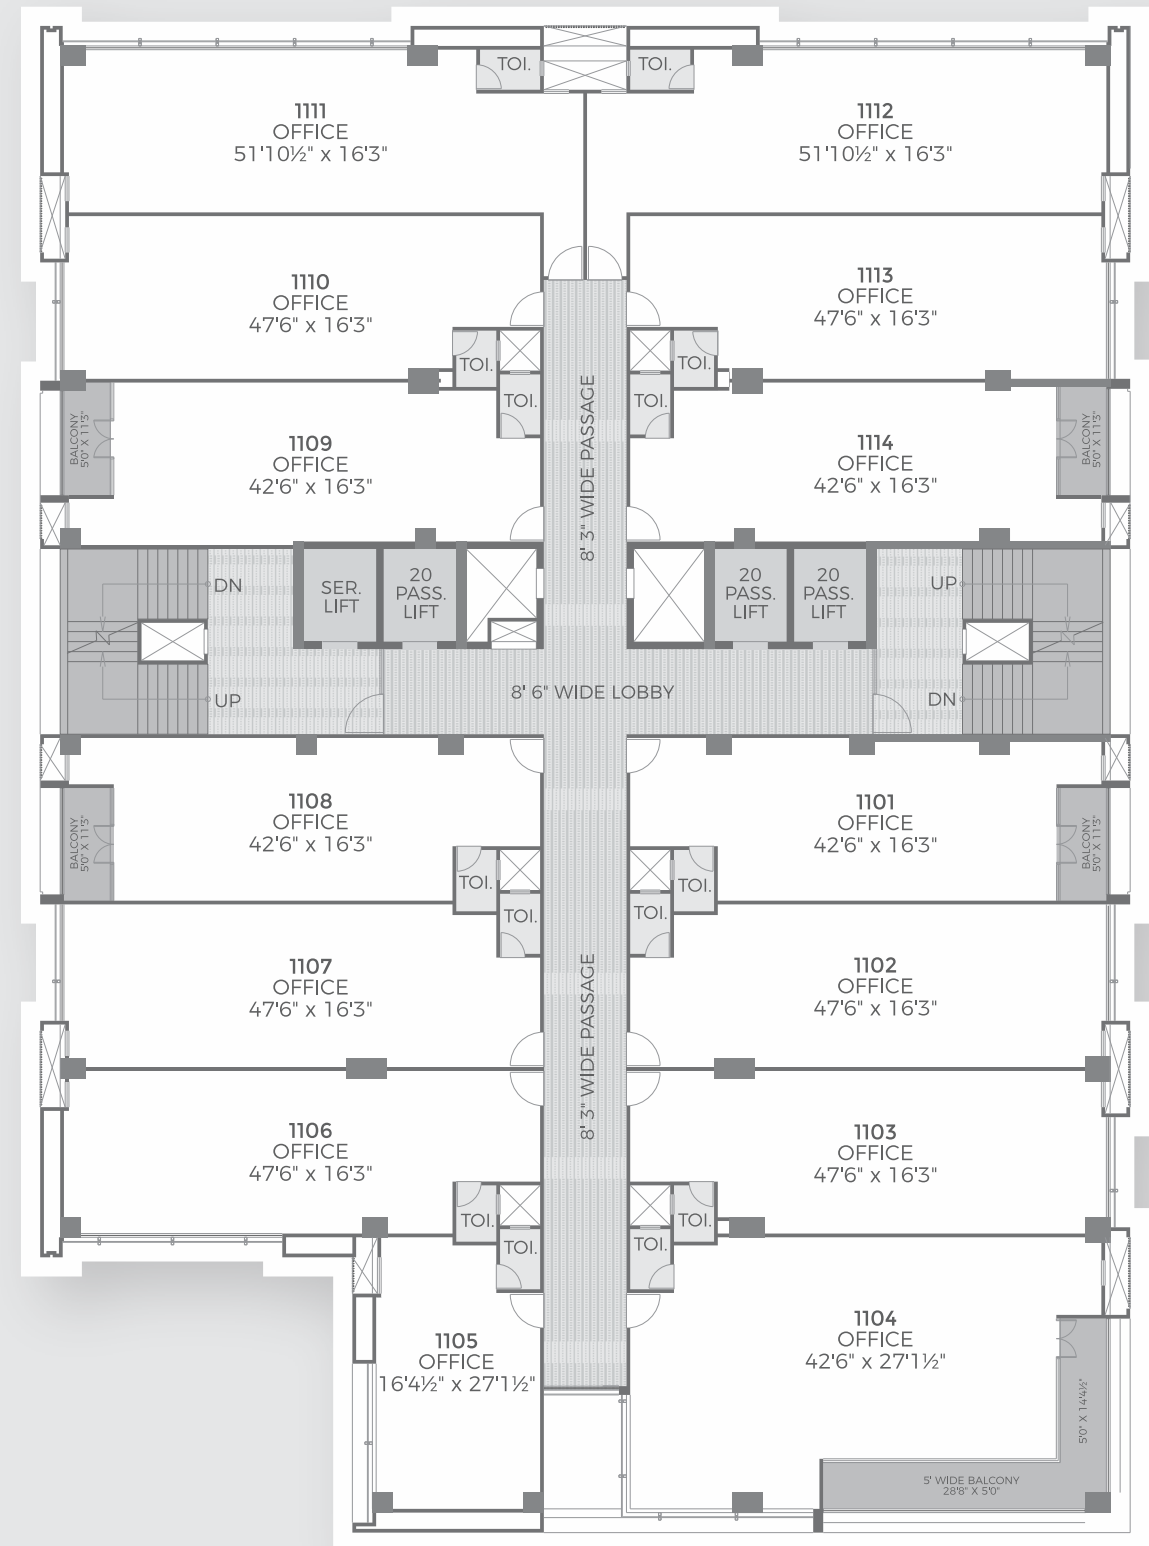 TOI.
TOI.
1111
OFFICE
51'10½" x 16'3"
1112
OFFICE
51'10½" x 16'3"
1110
OFFICE
47'6" x 16'3"
1113
OFFICE
47'6" x 16'3"
TOI.
TOI.
TOI.
TOI.
8' 3" WIDE PASSAGE
BALCONY
5'0" X 11'3"
1109
OFFICE
42'6" x 16'3"
1114
OFFICE
42'6" x 16'3"
BALCONY
5'0" X 11'3"
DN
UP
SER.
LIFT
20
PASS.
LIFT
20
PASS.
LIFT
20
PASS.
LIFT
UP
DN
8' 6" WIDE LOBBY
BALCONY
5'0" X 11'3"
1108
OFFICE
42'6" x 16'3"
1101
OFFICE
42'6" x 16'3"
BALCONY
5'0" X 11'3"
TOI.
TOI.
TOI.
TOI.
1107
OFFICE
47'6" x 16'3"
1102
OFFICE
47'6" x 16'3"
8' 3" WIDE PASSAGE
1106
OFFICE
47'6" x 16'3"
1103
OFFICE
47'6" x 16'3"
TOI.
TOI.
TOI.
TOI.
1105
OFFICE
16'4½" x 27'1½"
1104
OFFICE
42'6" x 27'1½"
5'0" X 14'4½"
5' WIDE BALCONY
28'8" X 5'0"